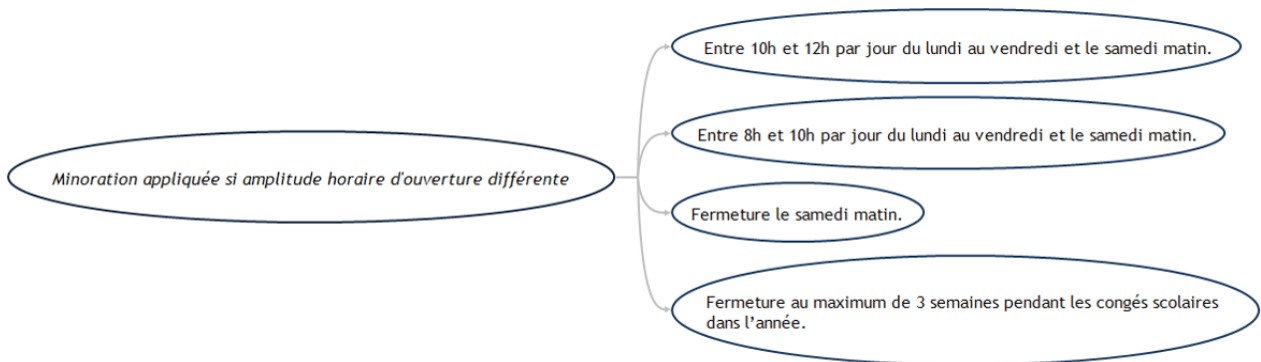 Entre 10h et 12h par jour du lundi au vendredi et le samedi matin.
Entre 8h et 10h par jour du lundi au vendredi et le samedi matin.
Minoration appliquée si amplitude horaire d'ouverture différente
Fermeture le samedi matin.
Fermeture au maximum de 3 semaines pendant les congés scolaires
dans l’année.